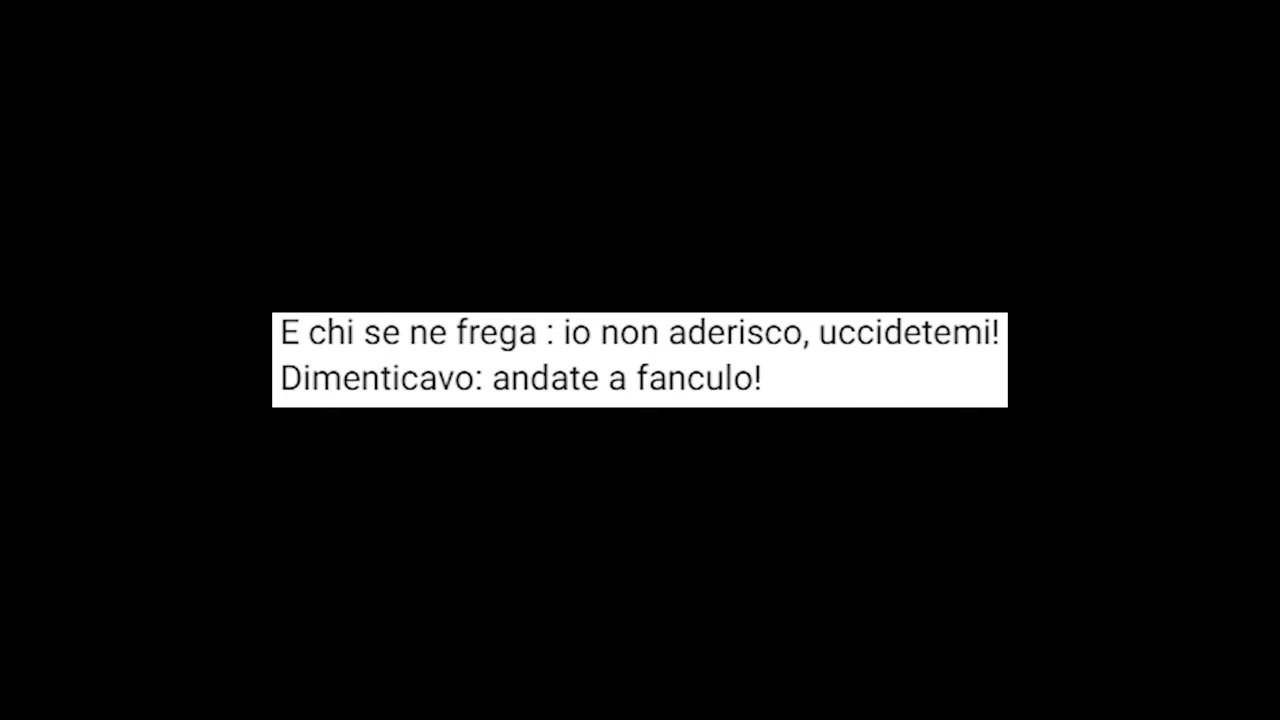 E chi se ne frega : io non aderisco, uccidetemi!
Dimenticavo: andate a fanculo!